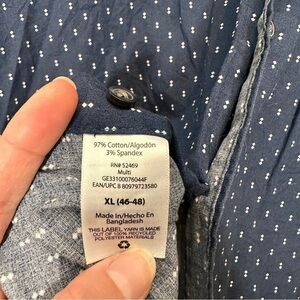 97% Cotton/Algodón
3% Spandex
RN# 52469
Multi
GE33100076044F
EAN/UPC 8 80979723580
XL (46-48)
Made in/Hecho En
Bangladesh
THIS LABEL YARN IS MADE
OUT OF 100% RECYCLED
POLYESTER MATERIALS